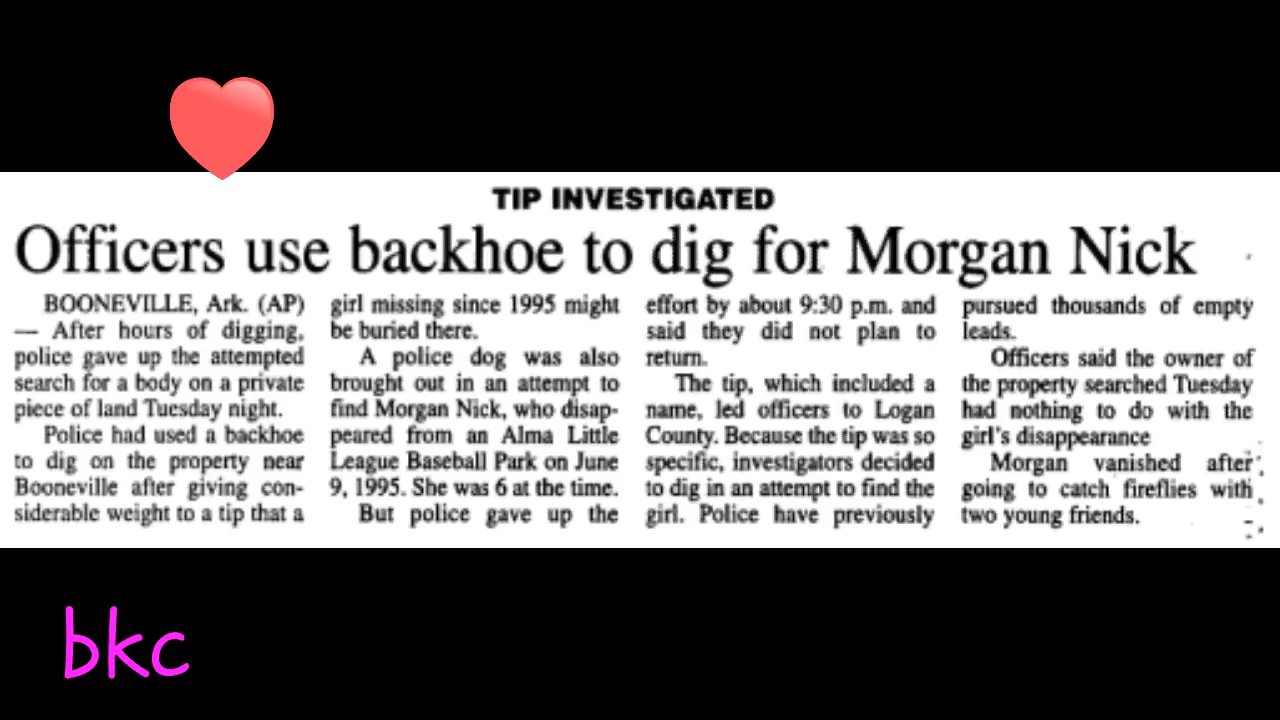 TIP INVESTIGATED
Officers use backhoe to dig for Morgan Nick
BOONEVILLE, Ark. (AP)
— After hours of digging,
police gave up the attempted
search for a body on a private
piece of land Tuesday night.
Police had used a backhoe
to dig on the property near
Booneville after giving con-
siderable weight to a tip that a
girl missing since 1995 might
be buried there.
A police dog was also
brought out in an attempt to
find Morgan Nick, who disap-
peared from an Alma Little
League Baseball Park on June
9, 1995. She was 6 at the time.
But police gave up the
effort by about 9:30 p.m. and
said they did not plan to
return.
The tip, which included a
name, led officers to Logan
County. Because the tip was so
specific, investigators decided
to dig in an attempt to find the
girl. Police have previously
pursued thousands of empty
leads.
Officers said the owner of
the property searched Tuesday
had nothing to do with the
girl's disappearance
Morgan vanished after
going to catch fireflies with
two young friends.
bkc